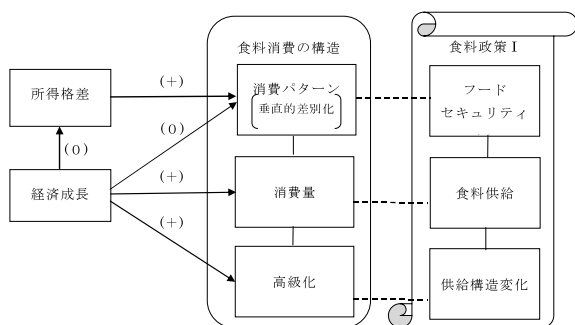 食料消費の構造
食料政策Ⅰ
所得格差
(+)
消費パターン
垂直的差別化
フード
セキュリティ
(0)
(0)
経済成長
(+)
消費量
食料供給
(+)
高級化
供給構造変化